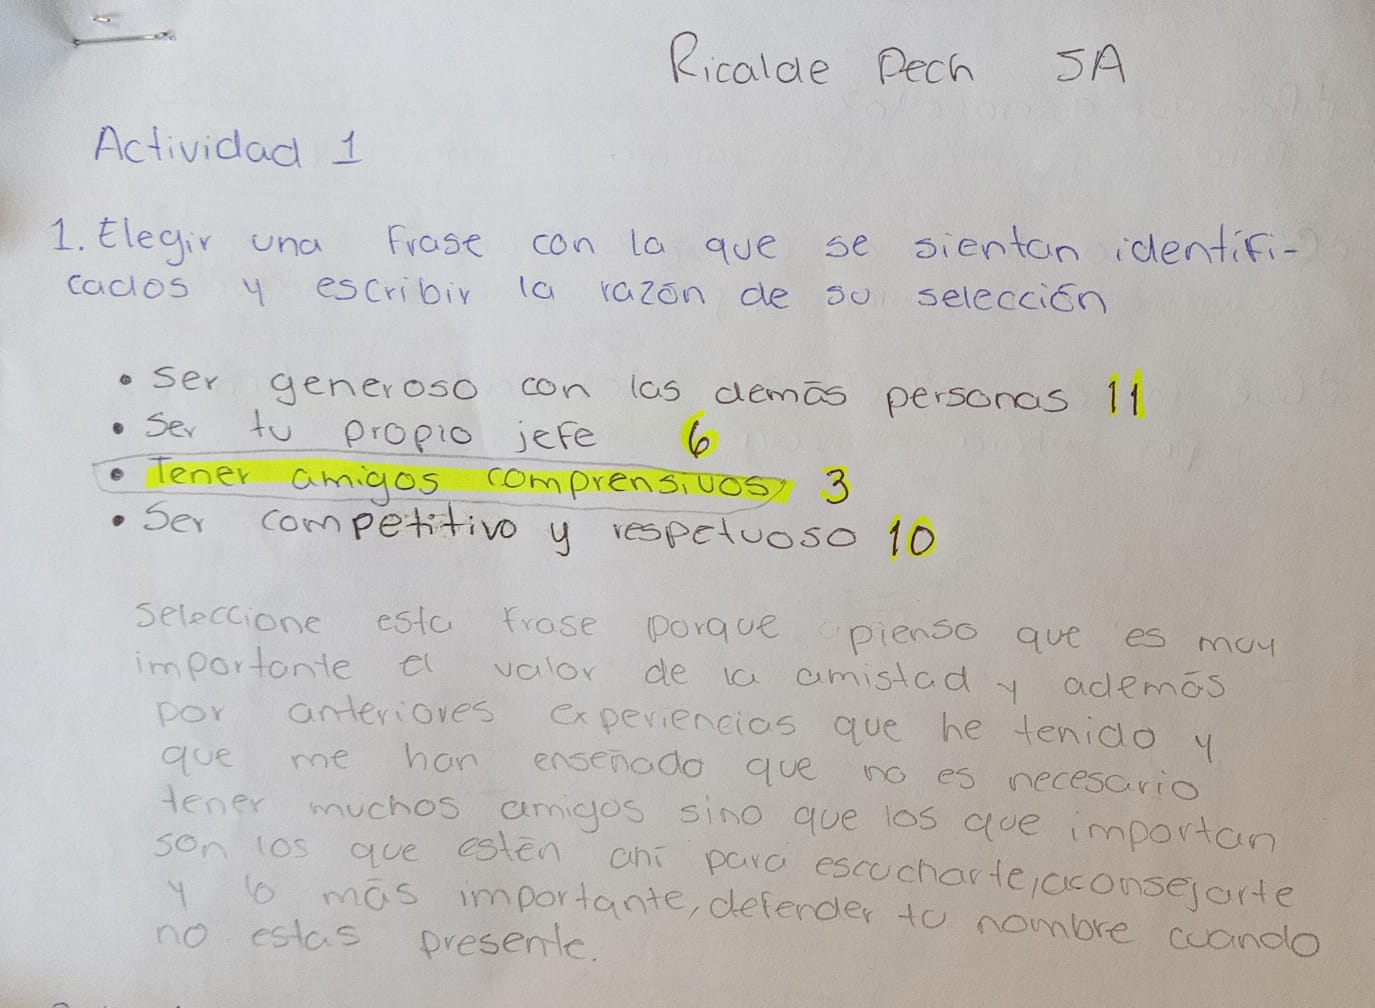 Ricalde Pech 5A
Actividad 1
1. Elegir una frase con la que se sientan identifi-
cados y escribir la razón de su selección
• Ser generoso con las demás personas 11
• Ser tu propio jefe 6
• Tener amigos comprensivos 3
• Ser competitivo y respetuoso 10
Seleccione esta frase porque pienso que es muy
importante el valor de la amistad y además
por anteriores experiencias que he tenido y
que me han enseñado que no es necesario
tener muchos amigos sino que los que importan
son los que estén ahí para escucharte, aconsejarte
y lo más importante, defender tu nombre cuando
no estas presente.